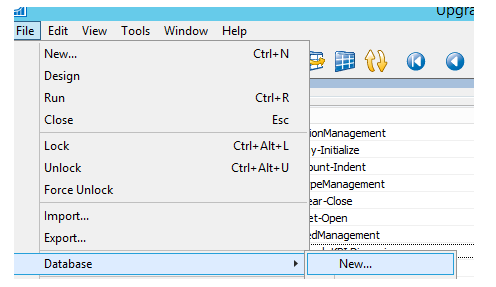 Upgra
File Edit View Tools Window Help
New... Ctrl+N
Design
Run Ctrl+R
Close Esc
Lock Ctrl+Alt+L
Unlock Ctrl+Alt+U
Force Unlock
Import...
Export...
Database
New...
ionManagement
y-Initialize
ount-Indent
ypeManagement
ear-Close
et-Open
edManagement